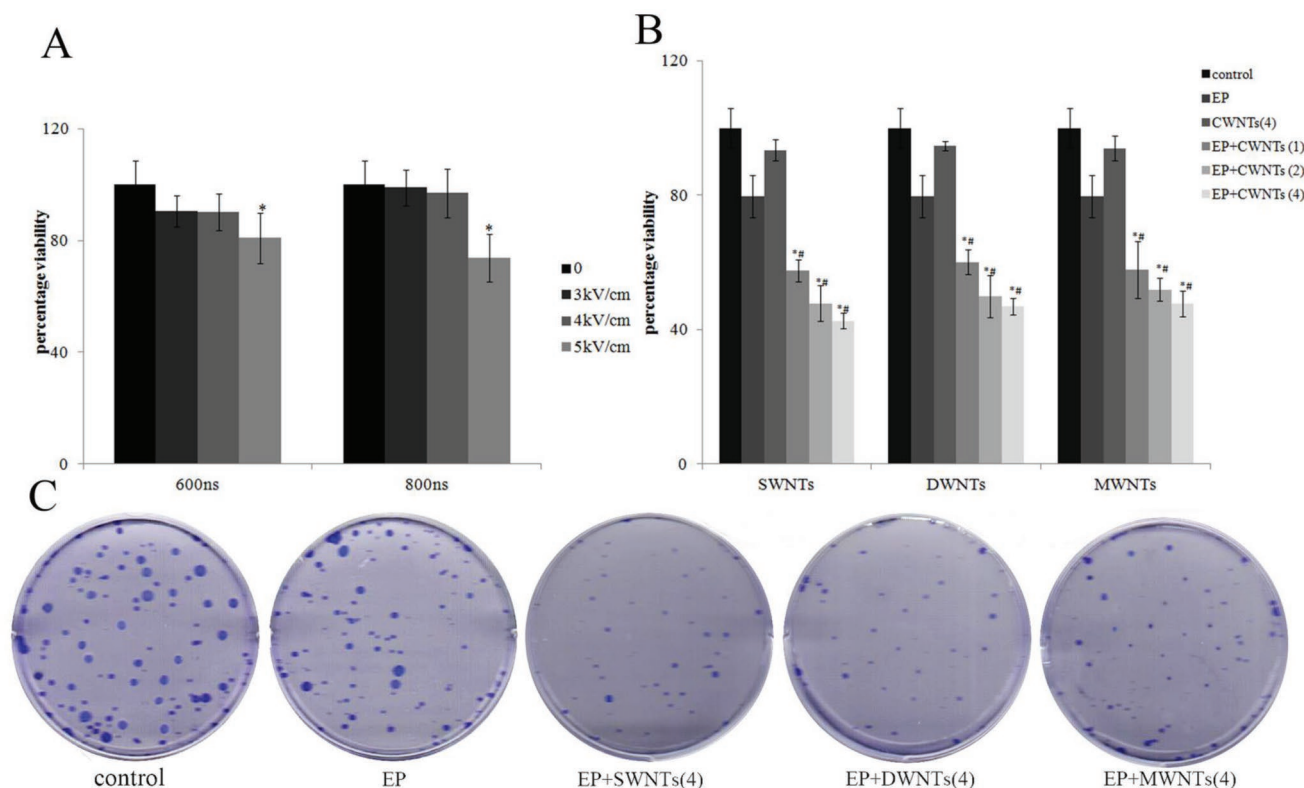 A
percentage viability
120
80
40
0
*
*
600ns
800ns
0
3kV/cm
4kV/cm
5kV/cm
B
percentage viability
120
80
40
0
*#
*#
*#
*#
*#
*#
*#
*#
*#
SWNTs
DWNTs
MWNTs
control
EP
CWNTs(4)
EP+CWNTs (1)
EP+CWNTs (2)
EP+CWNTs (4)
C
control
EP
EP+SWNTs(4)
EP+DWNTs(4)
EP+MWNTs(4)